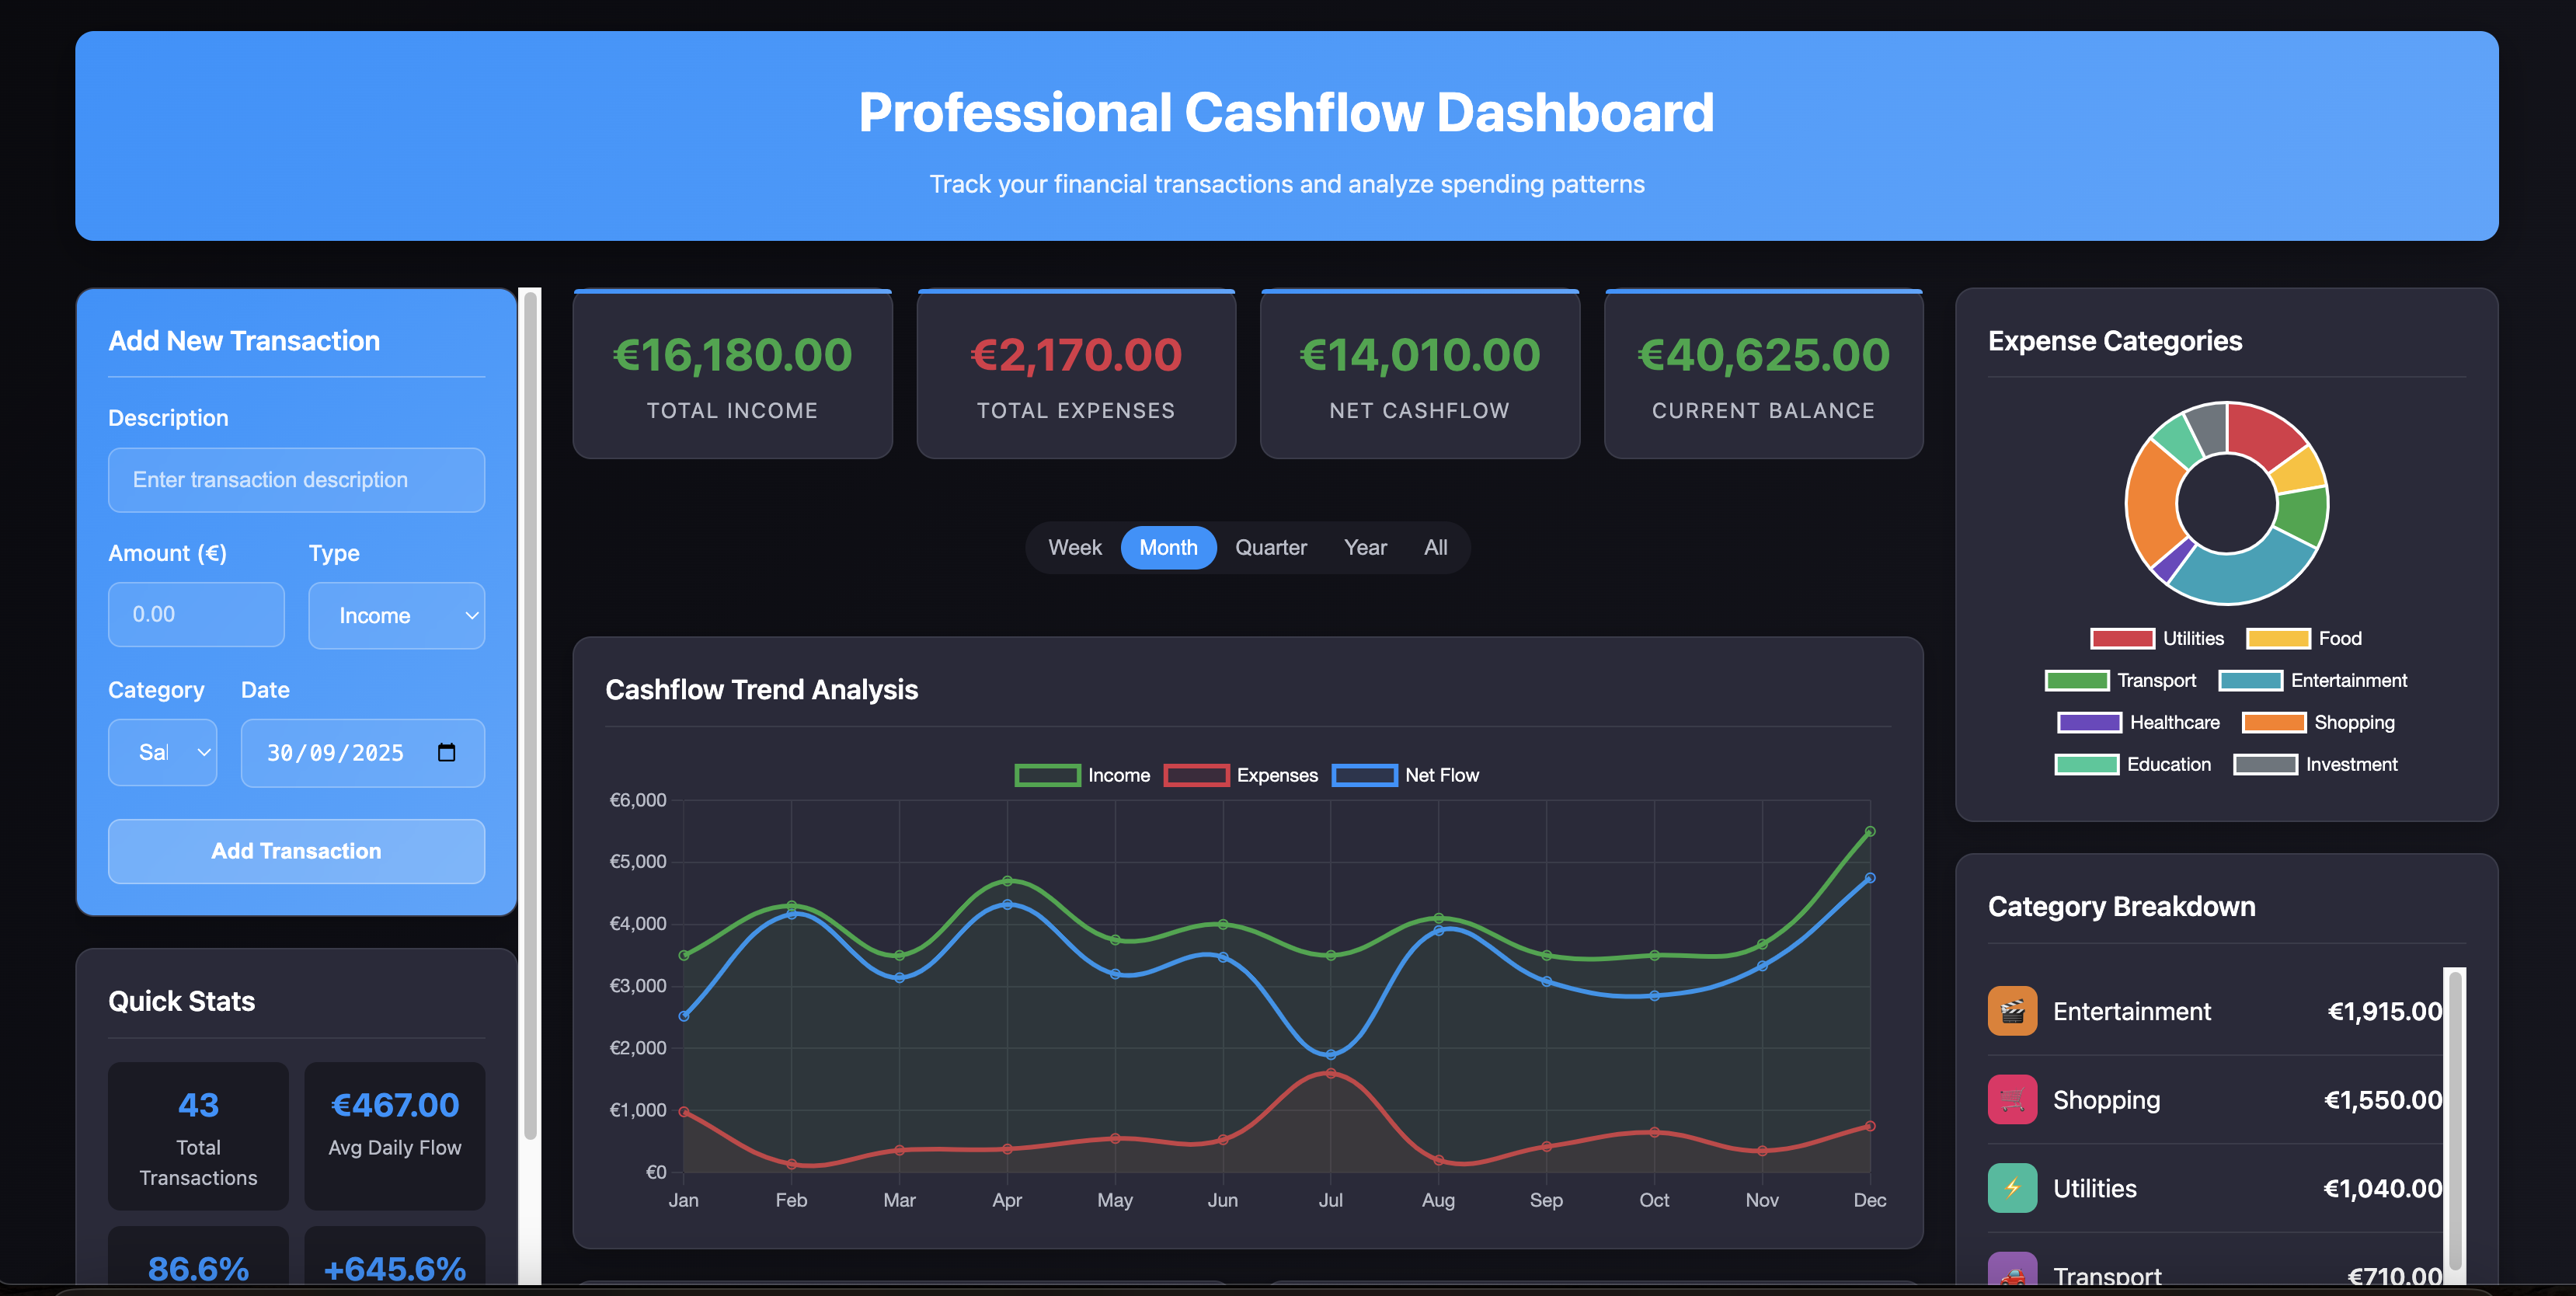 Professional Cashflow Dashboard
Track your financial transactions and analyze spending patterns
Add New Transaction
Description
Enter transaction description
Amount (€)
Type
0.00
Income
Category
Date
Sal
30/09/2025
Add Transaction
Quick Stats
43
Total
Transactions
€467.00
Avg Daily Flow
86.6%
+645.6%
€16,180.00
TOTAL INCOME
€2,170.00
TOTAL EXPENSES
€14,010.00
NET CASHFLOW
€40,625.00
CURRENT BALANCE
Week
Month
Quarter
Year
All
Cashflow Trend Analysis
Income
Expenses
Net Flow
€6,000
€5,000
€4,000
€3,000
€2,000
€1,000
€0
Jan
Feb
Mar
Apr
May
Jun
Jul
Aug
Sep
Oct
Nov
Dec
Expense Categories
Utilities
Food
Transport
Entertainment
Healthcare
Shopping
Education
Investment
Category Breakdown
Entertainment
€1,915.00
Shopping
€1,550.00
Utilities
€1,040.00
Transport
€710.00